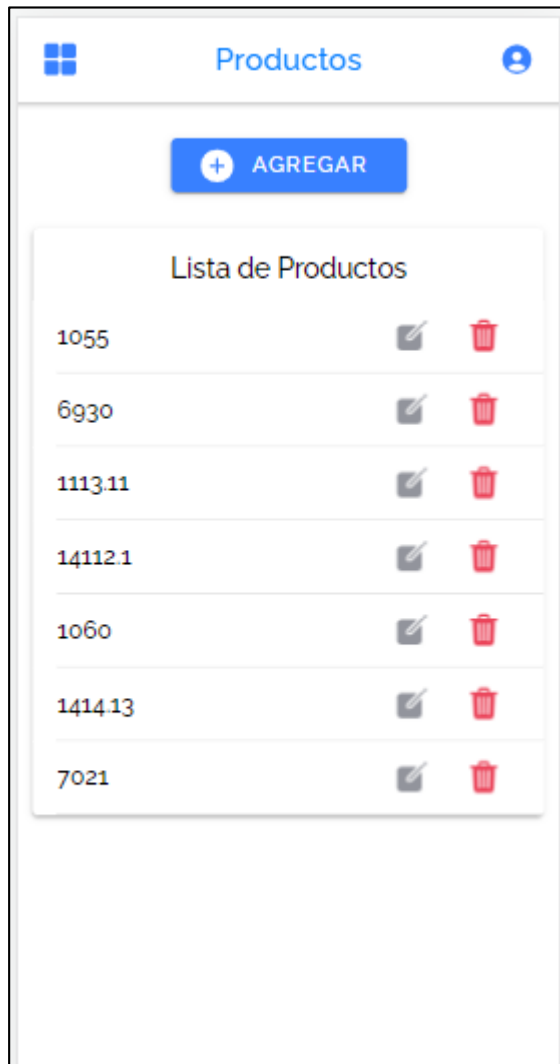 Productos
AGREGAR
Lista de Productos
1055
6930
1113.11
14112.1
1060
1414.13
7021